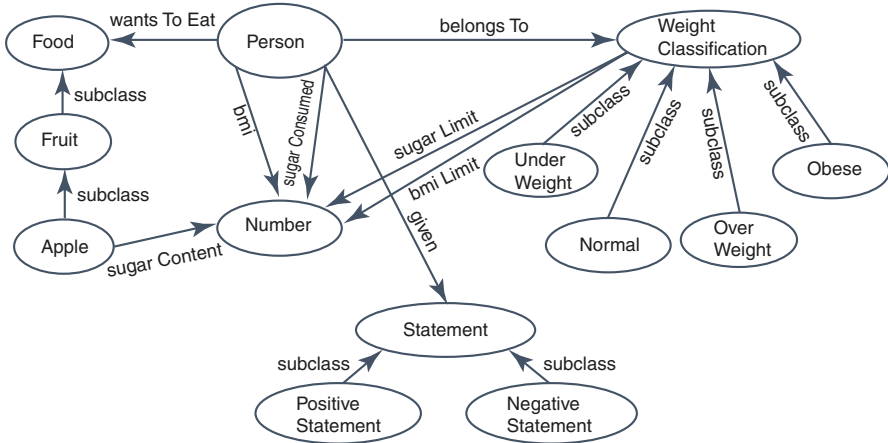 wants To Eat
Food
Person
belongs To
Weight
Classification
subclass
bmi
sugar Consumed
sugar Limit
bmi Limit
subclass
subclass
subclass
subclass
Fruit
Under
Weight
Obese
subclass
given
Apple
sugar Content
Number
Normal
Over
Weight
Statement
subclass
subclass
Positive
Statement
Negative
Statement